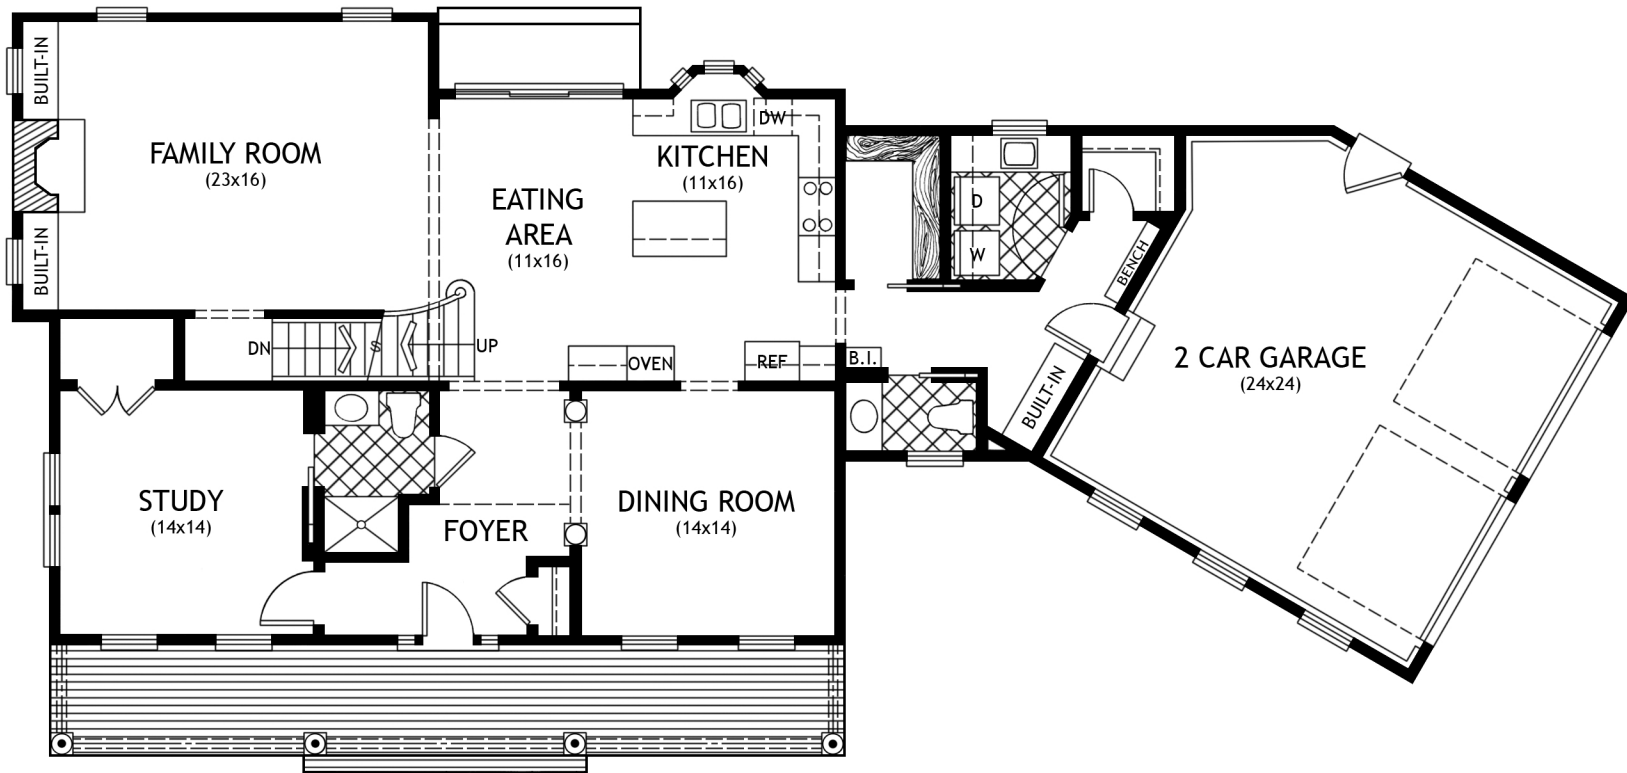 BUILT-IN
FAMILY ROOM
(23x16)
BUILT-IN
DW
KITCHEN
(11x16)
EATING
AREA
(11x16)
D
W
BENCH
DN
S
UP
OVEN
REF
B.I.
BUILT-IN
2 CAR GARAGE
(24x24)
STUDY
(14x14)
FOYER
DINING ROOM
(14x14)